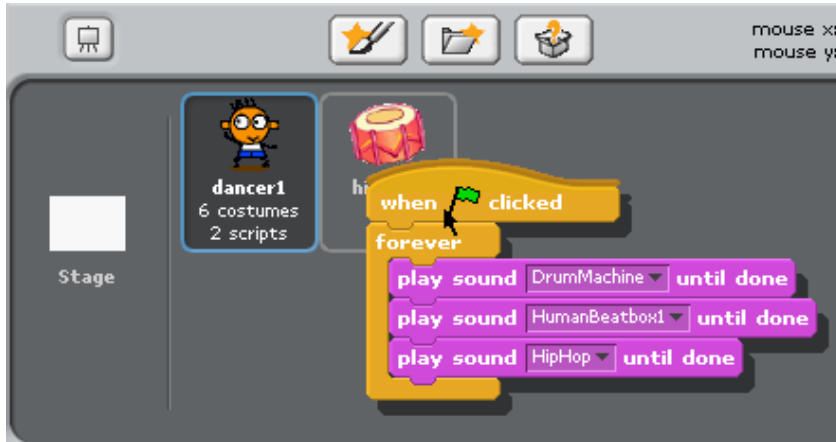 mouse x:
mouse y:
dancer1
6 costumes
2 scripts
Stage
when clicked
forever
play sound DrumMachine until done
play sound HumanBeatbox1 until done
play sound HipHop until done